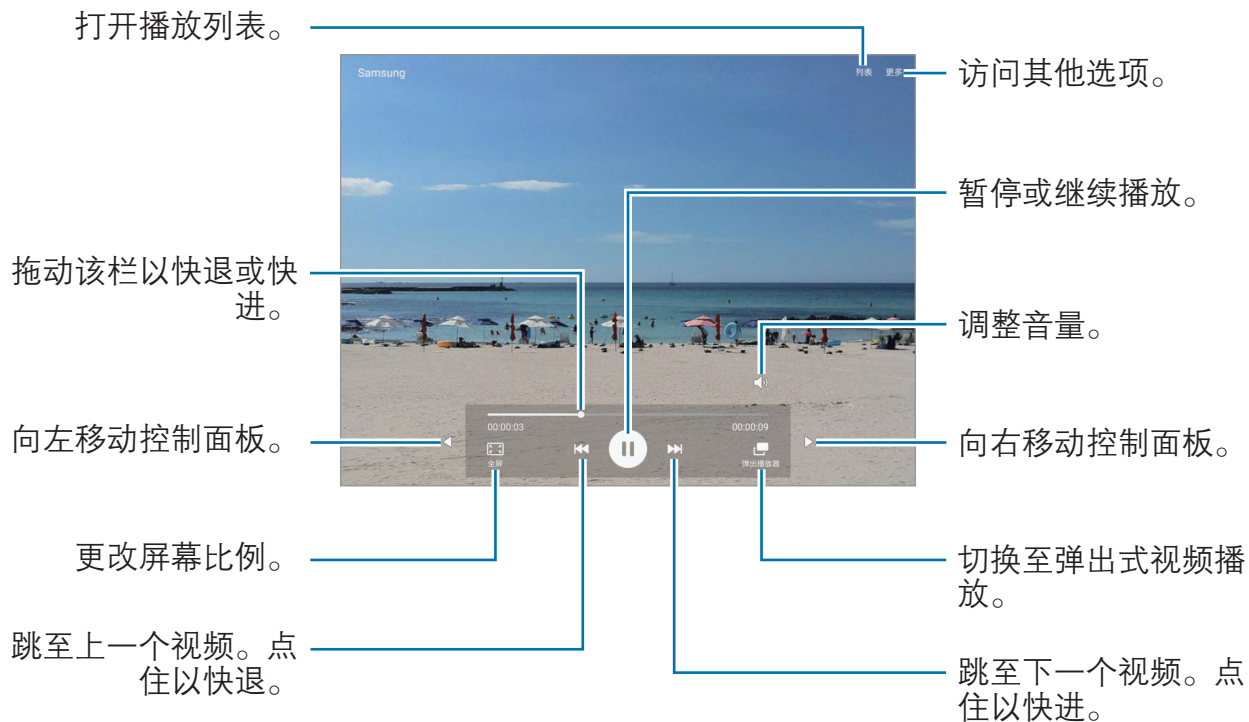 打开播放列表。
Samsung
列表 更多
访问其他选项。
暂停或继续播放。
拖动该栏以快退或快
进。
调整音量。
00:00:03
00:00:09
向左移动控制面板。
向右移动控制面板。
全屏
弹出播放器
更改屏幕比例。
切换至弹出式视频播
放。
跳至上一个视频。点
住以快退。
跳至下一个视频。点
住以快进。